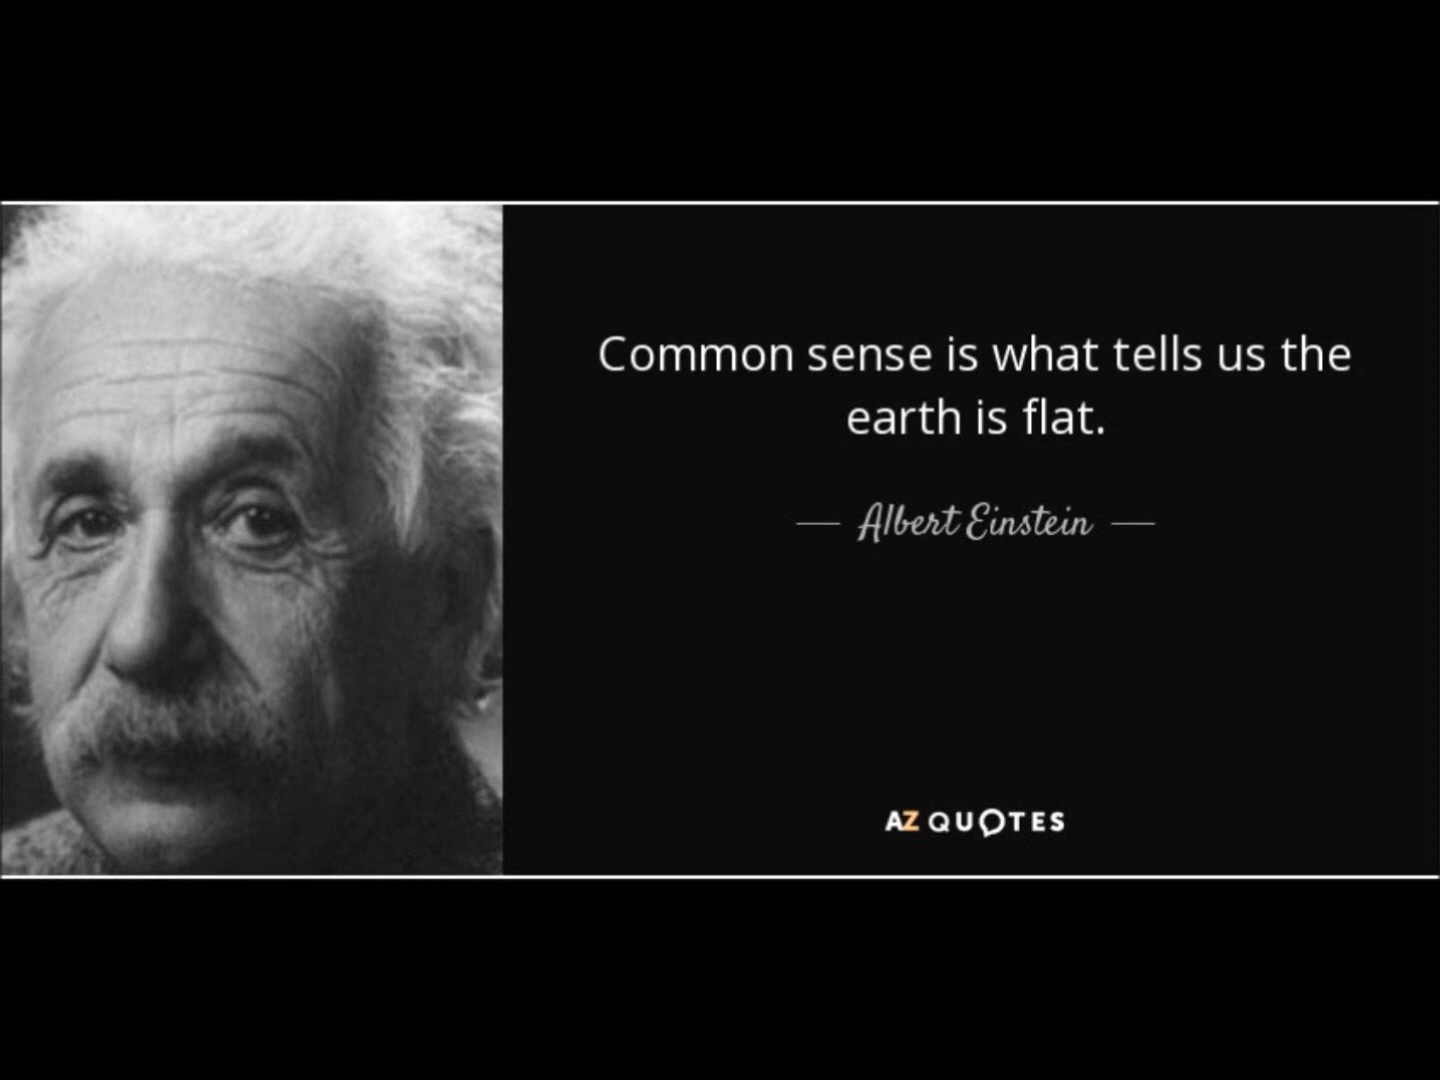 Common sense is what tells us the
earth is flat.
— Albert Einstein —
AZ QUOTES